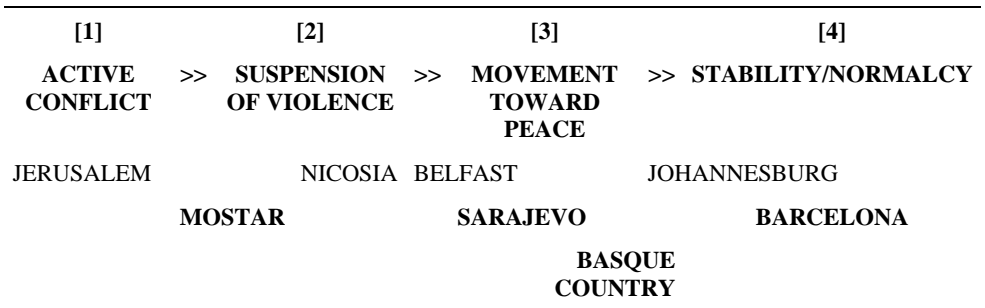 [1] [2] [3] [4]
ACTIVE >> SUSPENSION >> MOVEMENT >> STABILITY/NORMALCY
CONFLICT OF VIOLENCE TOWARD
PEACE
JERUSALEM NICOSIA BELFAST JOHANNESBURG
MOSTAR SARAJEVO BARCELONA
BASQUE
COUNTRY